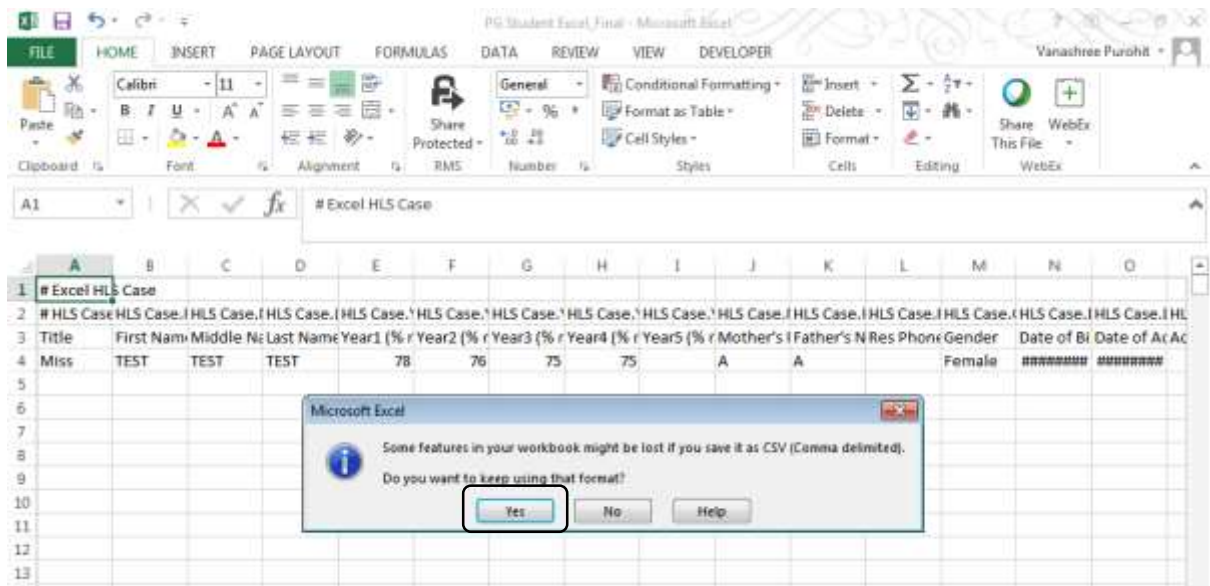 PG Student Excel_Final - Microsoft Excel
FILE HOME INSERT PAGE LAYOUT FORMULAS DATA REVIEW VIEW DEVELOPER Vanashree Purohit
Calibri 11 General Conditional Formatting Insert
Paste B I U A A % Format as Table Delete Share WebEx
A Share Protected Cell Styles Format This File
Clipboard Font Alignment RMS Number Styles Cells Editing WebEx
A1 fx # Excel HLS Case
A B C D E F G H I J K L M N O
1 # Excel HLS Case
2 # HLS Case HLS Case. HLS Case. HLS Case. HLS Case. HLS Case. HLS Case. HLS Case. HLS Case. HLS Case. HLS Case. HLS Case. HLS Case. HLS Case. HLS Case. HL
3 Title First Nam Middle Na Last Name Year1 (% r Year2 (% r Year3 (% r Year4 (% r Year5 (% r Mother's Father's N Res Phone Gender Date of Bi Date of Ac Ac
4 Miss TEST TEST TEST 78 76 75 75 A A Female ######## ########
5
6 Microsoft Excel
7 Some features in your workbook might be lost if you save it as CSV (Comma delimited).
8
9 Do you want to keep using that format?
10 Yes No Help
11
12
13